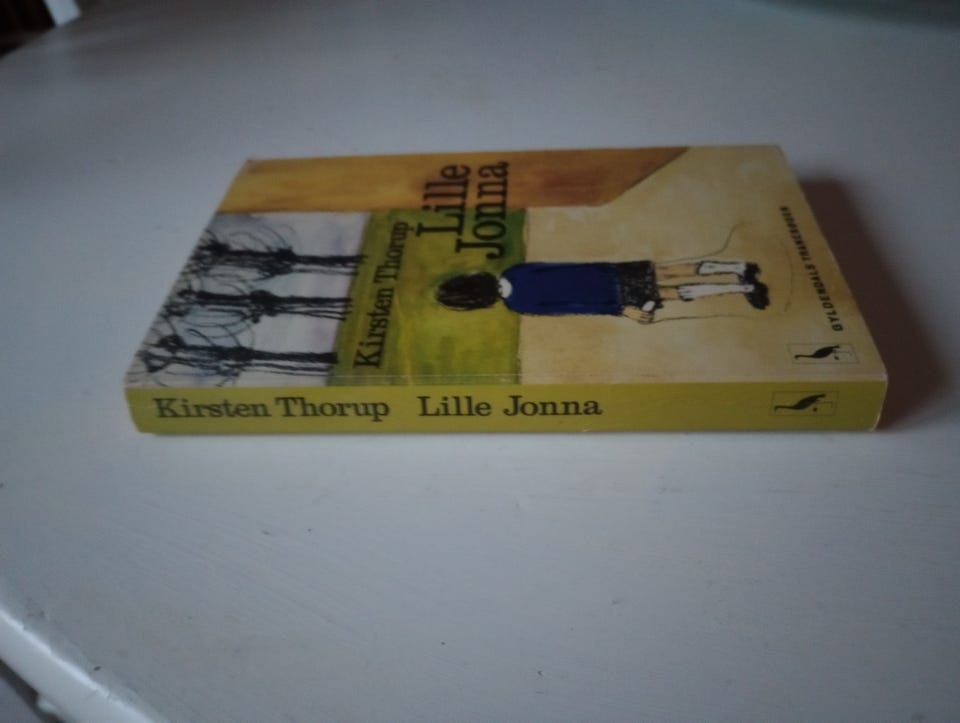 Kirsten Thorup
Lille
Jonna
GYLDENDALS TRANEBØGER
Kirsten Thorup Lille Jonna